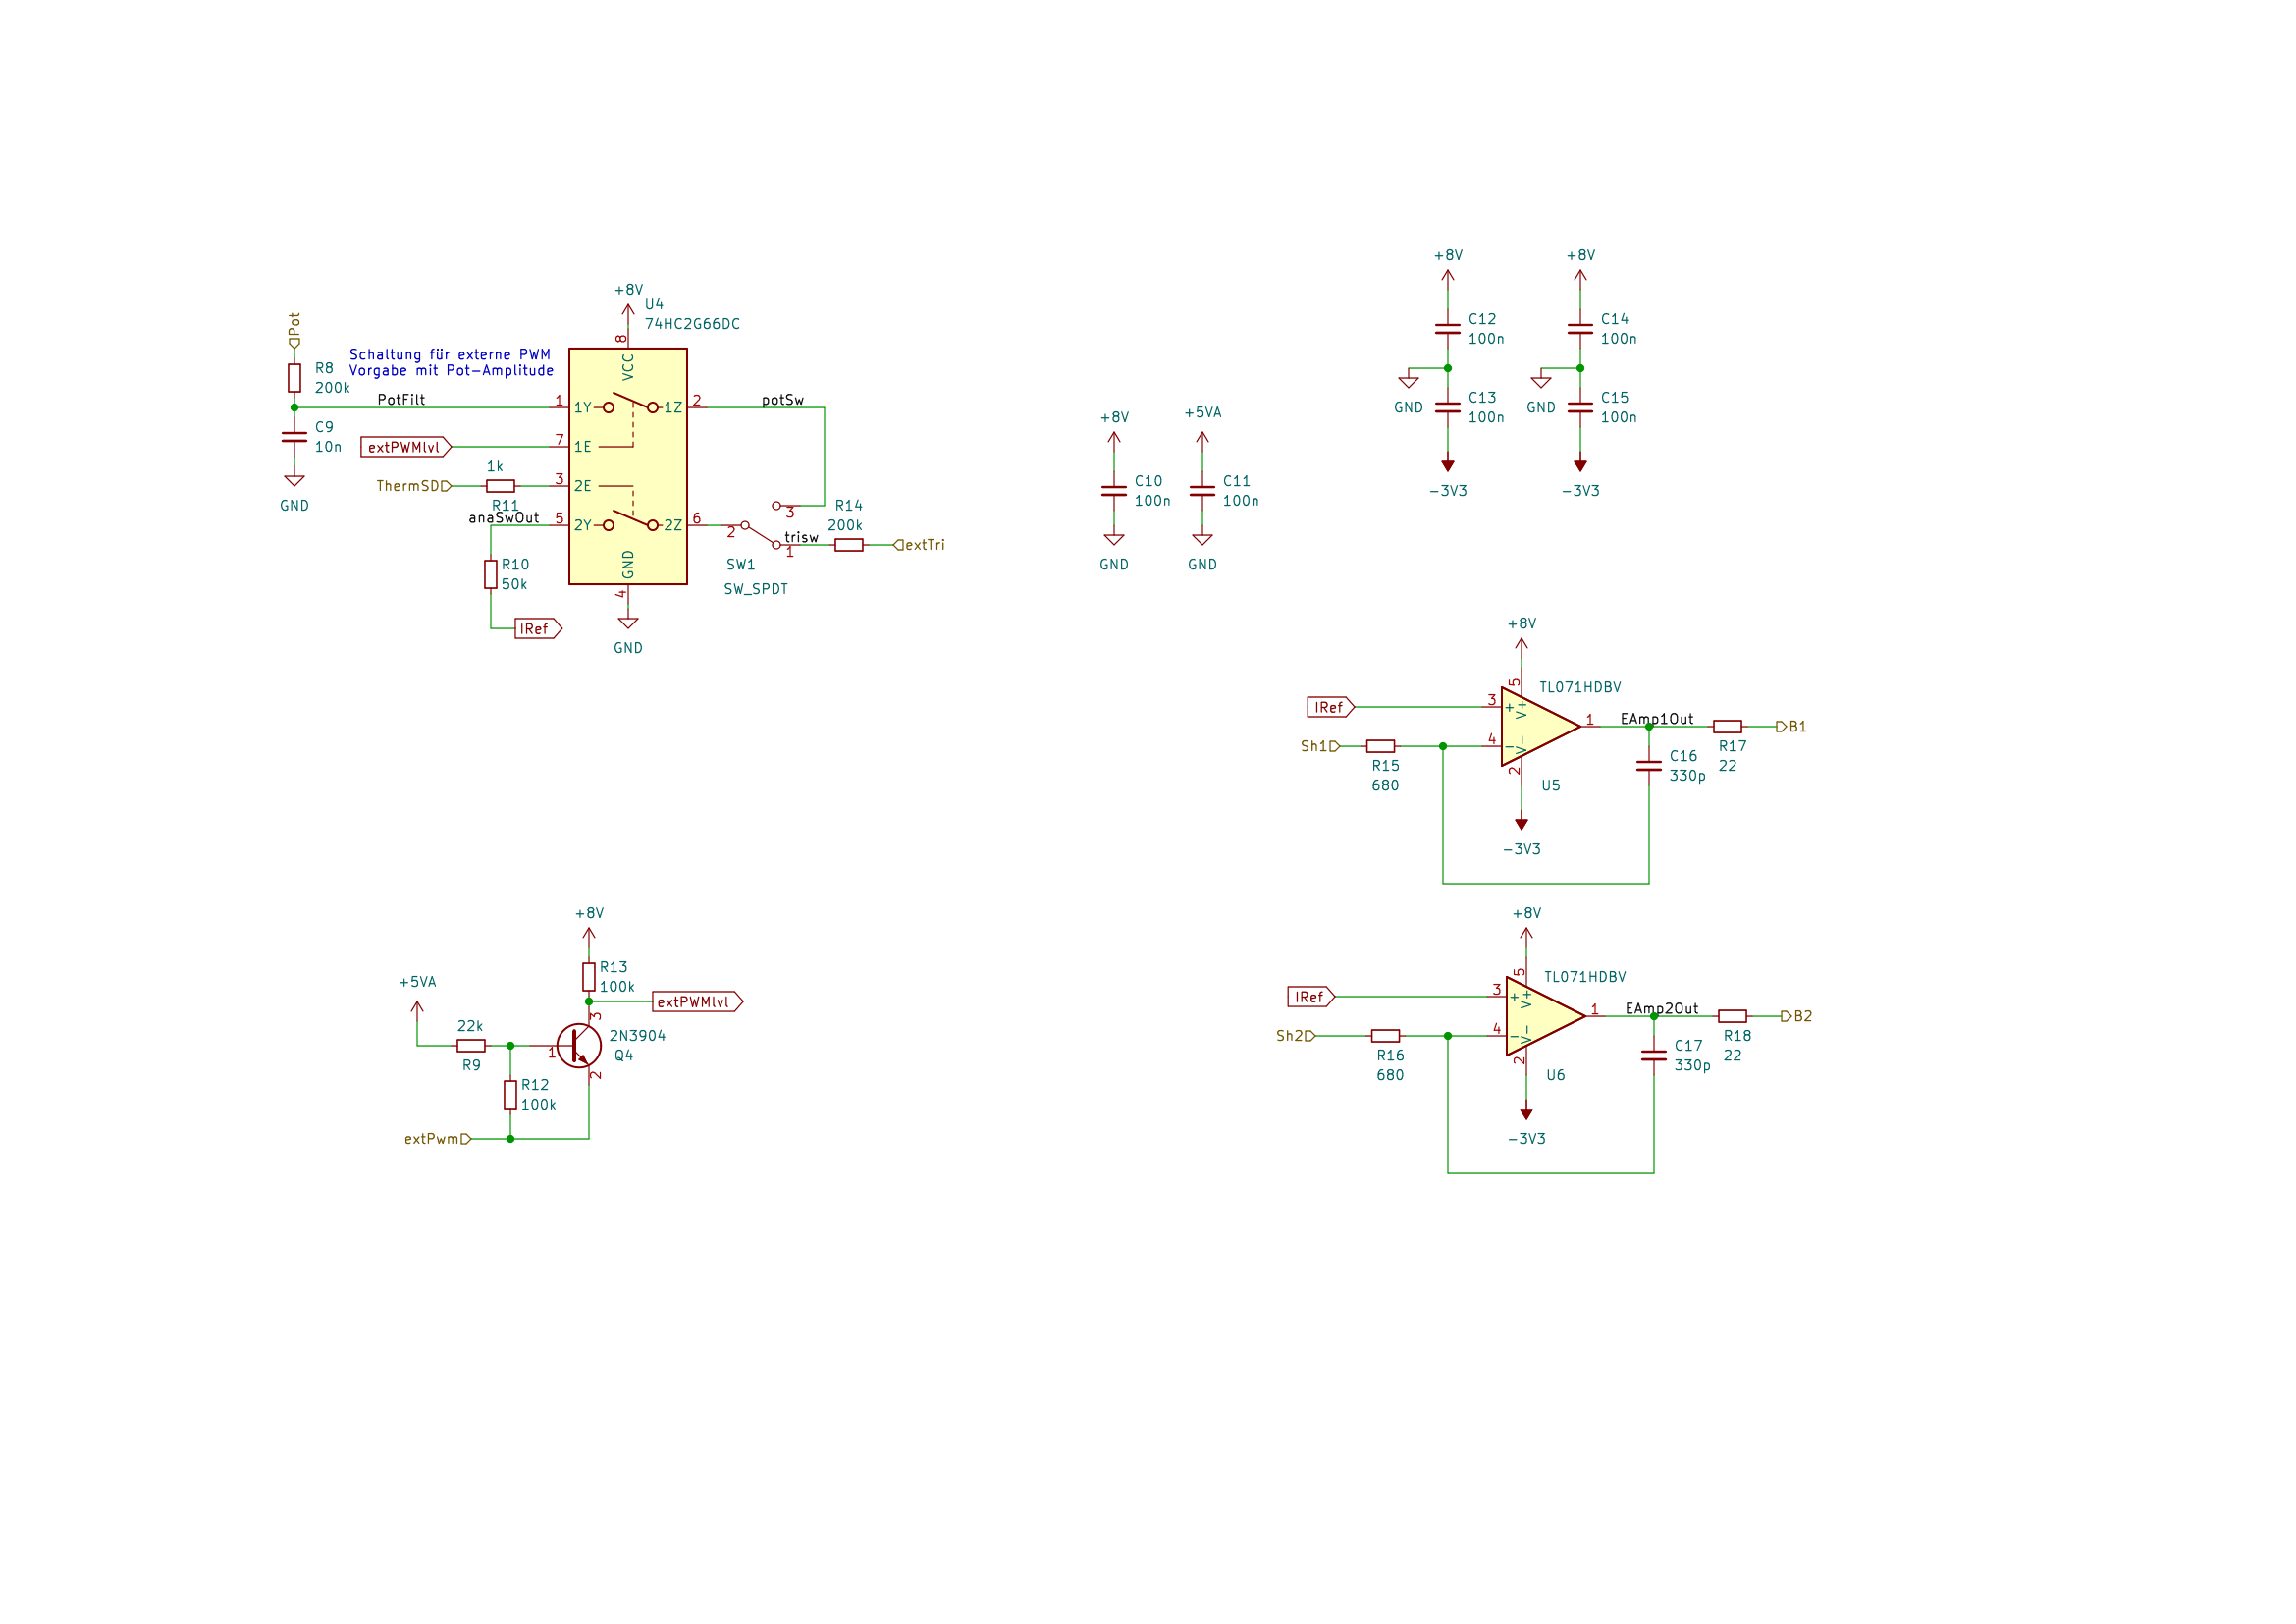 +8V
U4
74HC2G66DC
Pot
R8
200k
Schaltung für externe PWM
Vorgabe mit Pot-Amplitude
PotFilt
C9
10n
GND
extPWMlvl
1k
ThermSD
R11
anaSwOut
R10
50k
IRef
8
VCC
1
1Y
1Z
2
7
1E
3
2E
5
2Y
2Z
6
GND
4
GND
potSw
3
2
trisw
1
SW1
SW_SPDT
R14
200k
extTri
+8V
C10
100n
GND
+5VA
C11
100n
GND
+8V
C12
100n
GND
C13
100n
-3V3
+8V
C14
100n
GND
C15
100n
-3V3
+8V
5
TL071HDBV
IRef
3
+
V+
Sh1
R15
680
4
-
V-
2
U5
-3V3
1
EAmp1Out
C16
330p
R17
22
B1
+8V
5
TL071HDBV
IRef
3
+
V+
Sh2
R16
680
4
-
V-
2
U6
-3V3
1
EAmp2Out
C17
330p
R18
22
B2
+8V
R13
100k
extPWMlvl
+5VA
22k
R9
1
3
2N3904
Q4
2
R12
100k
extPwm